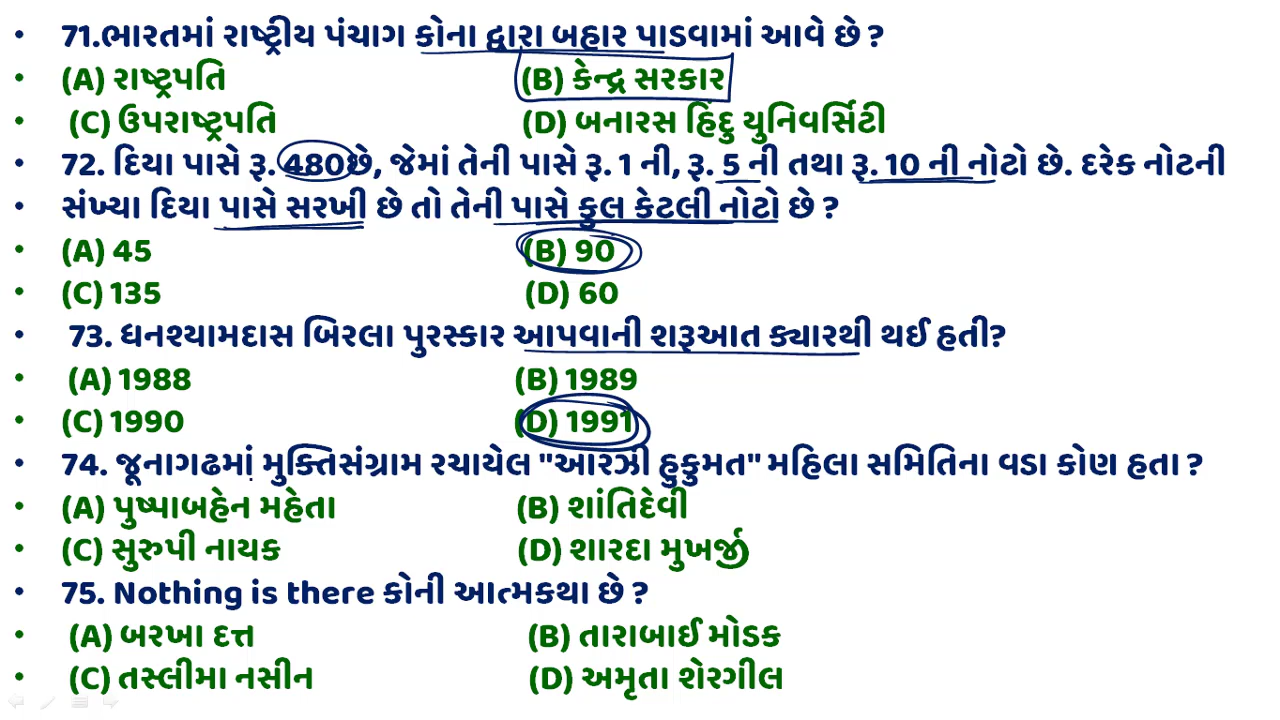 • 71.ભારતમાં રાષ્ટ્રીય પંચાગ કોના દ્વારા બહાર પાડવામાં આવે છે ?
• (A) રાષ્ટ્રપતિ (B) કેન્દ્ર સરકાર
• (C) ઉપરાષ્ટ્રપતિ (D) બનારસ હિંદુ યુનિવર્સિટી
• 72. દિયા પાસે રૂ. 480છે, જેમાં તેની પાસે રૂ. 1 ની, રૂ. 5 ની તથા રૂ. 10 ની નોટો છે. દરેક નોટની
• સંખ્યા દિયા પાસે સરખી છે તો તેની પાસે કુલ કેટલી નોટો છે ?
• (A) 45 (B) 90
• (C) 135 (D) 60
• 73. ધનશ્યામદાસ બિરલા પુરસ્કાર આપવાની શરૂઆત ક્યારથી થઈ હતી?
• (A) 1988 (B) 1989
• (C) 1990 (D) 1991
• 74. જૂનાગઢમાં મુક્તિસંગ્રામ રચાયેલ "આરઝી હુકુમત" મહિલા સમિતિના વડા કોણ હતા ?
• (A) પુષ્પાબહેન મહેતા (B) શાંતિદેવી
• (C) સુરુપી નાયક (D) શારદા મુખર્જી
• 75. Nothing is there કોની આત્મકથા છે ?
• (A) બરખા દત્ત (B) તારાબાઈ મોડક
• (C) તસ્લીમા નસીન (D) અમૃતા શેરગીલ